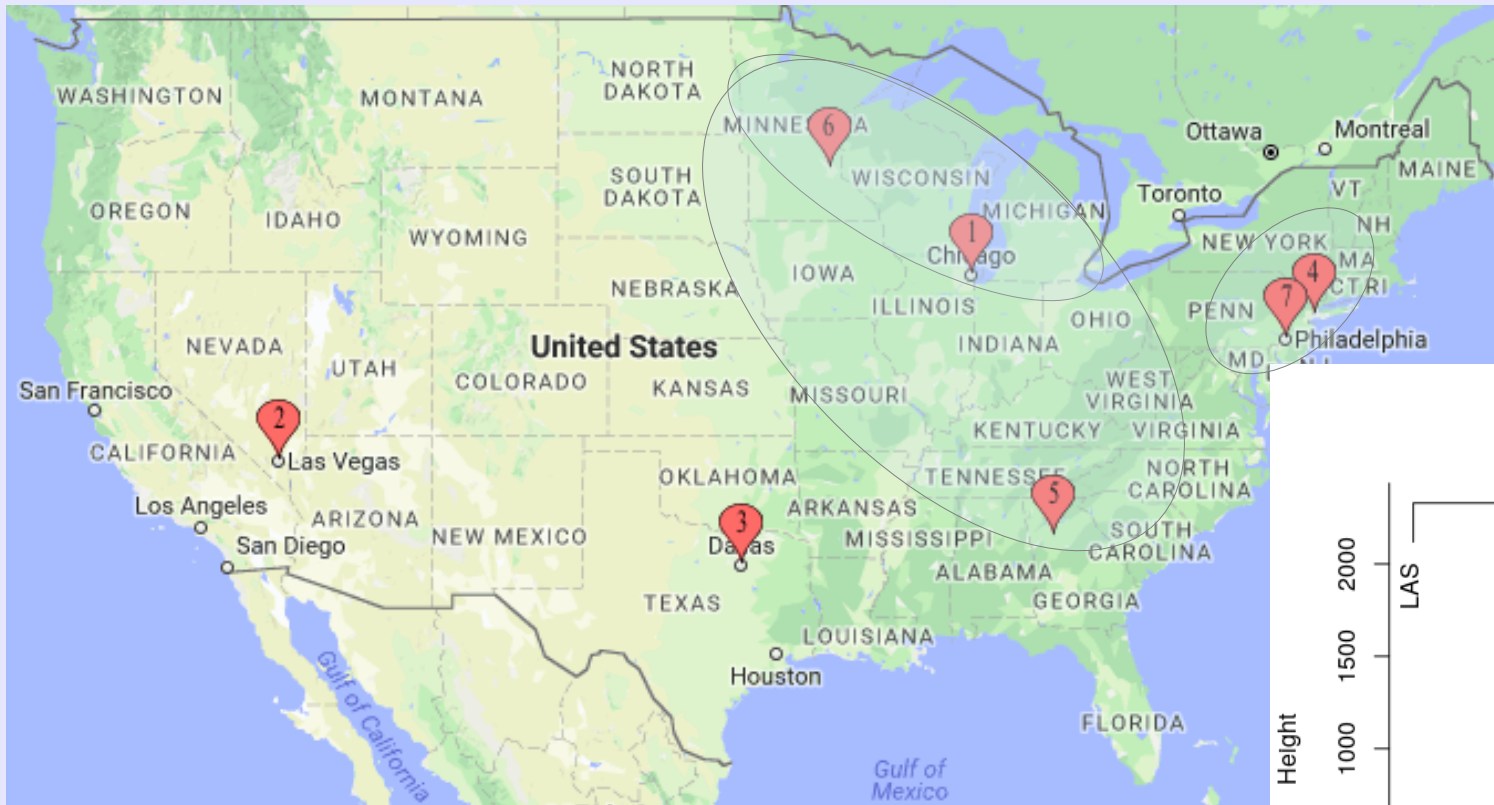 NORTH
DAKOTA
WASHINGTON
MONTANA
MINNESOTA
6
Ottawa
Montreal
MAINE
SOUTH
DAKOTA
WISCONSIN
VT
Toronto
OREGON
IDAHO
MICHIGAN
NH
WYOMING
1
NEW YORK
MA
Chicago
IOWA
4
CT RI
NEBRASKA
ILLINOIS
7
PENN
OHIO
Philadelphia
NEVADA
United States
INDIANA
MD
NJ
UTAH
COLORADO
KANSAS
WEST
VIRGINIA
San Francisco
MISSOURI
2
KENTUCKY
VIRGINIA
CALIFORNIA
Las Vegas
OKLAHOMA
TENNESSEE
NORTH
CAROLINA
Los Angeles
ARIZONA
NEW MEXICO
3
Dallas
ARKANSAS
5
SOUTH
CAROLINA
San Diego
MISSISSIPPI
ALABAMA
TEXAS
GEORGIA
LOUISIANA
Houston
Gulf of California
FLORIDA
Gulf of
Mexico
Height
1000
1500
2000
LAS